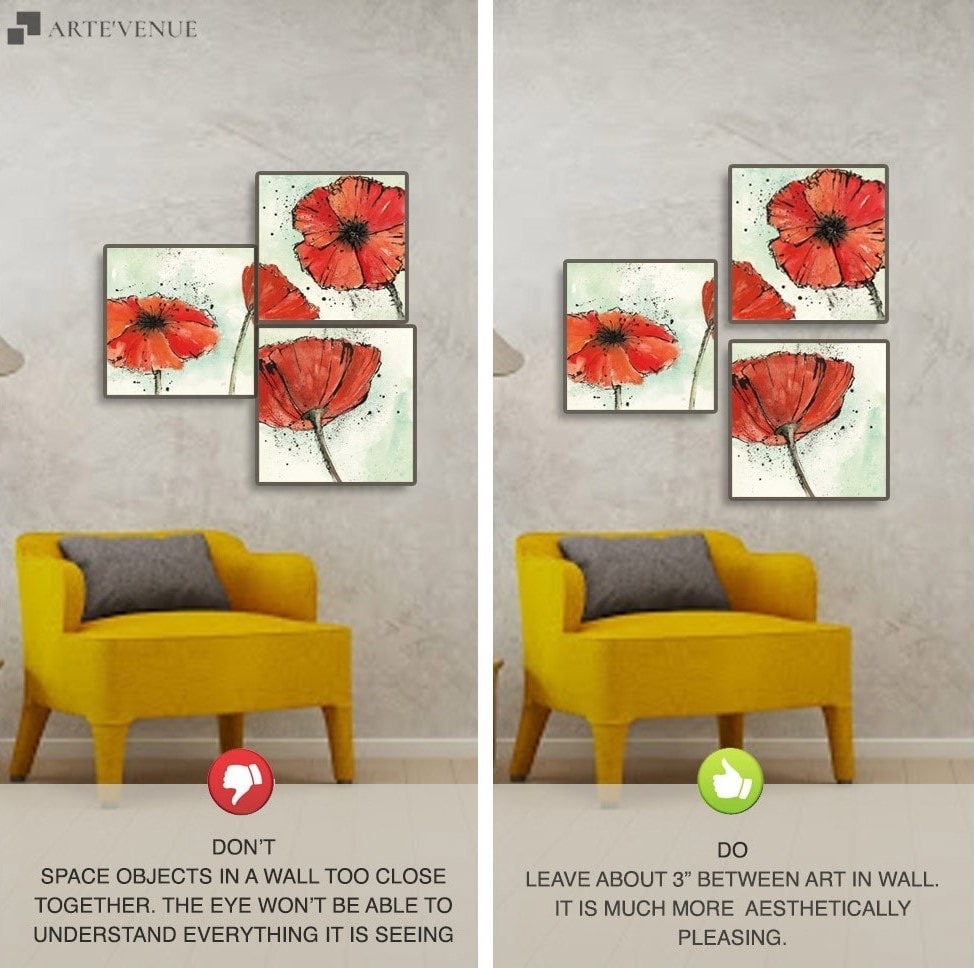 ARTE'VENUE
DON'T
SPACE OBJECTS IN A WALL TOO CLOSE
TOGETHER. THE EYE WON'T BE ABLE TO
UNDERSTAND EVERYTHING IT IS SEEING
DO
LEAVE ABOUT 3” BETWEEN ART IN WALL.
IT IS MUCH MORE AESTHETICALLY
PLEASING.